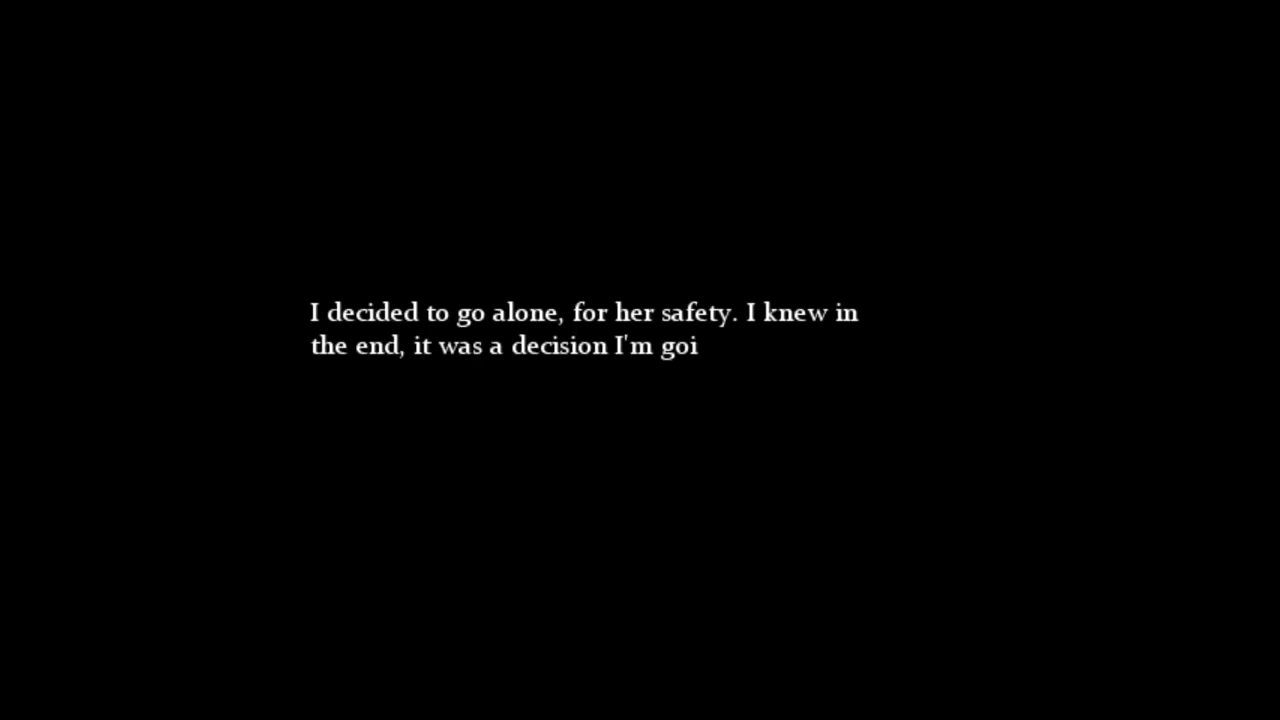 I decided to go alone, for her safety. I knew in
the end, it was a decision I'm goi